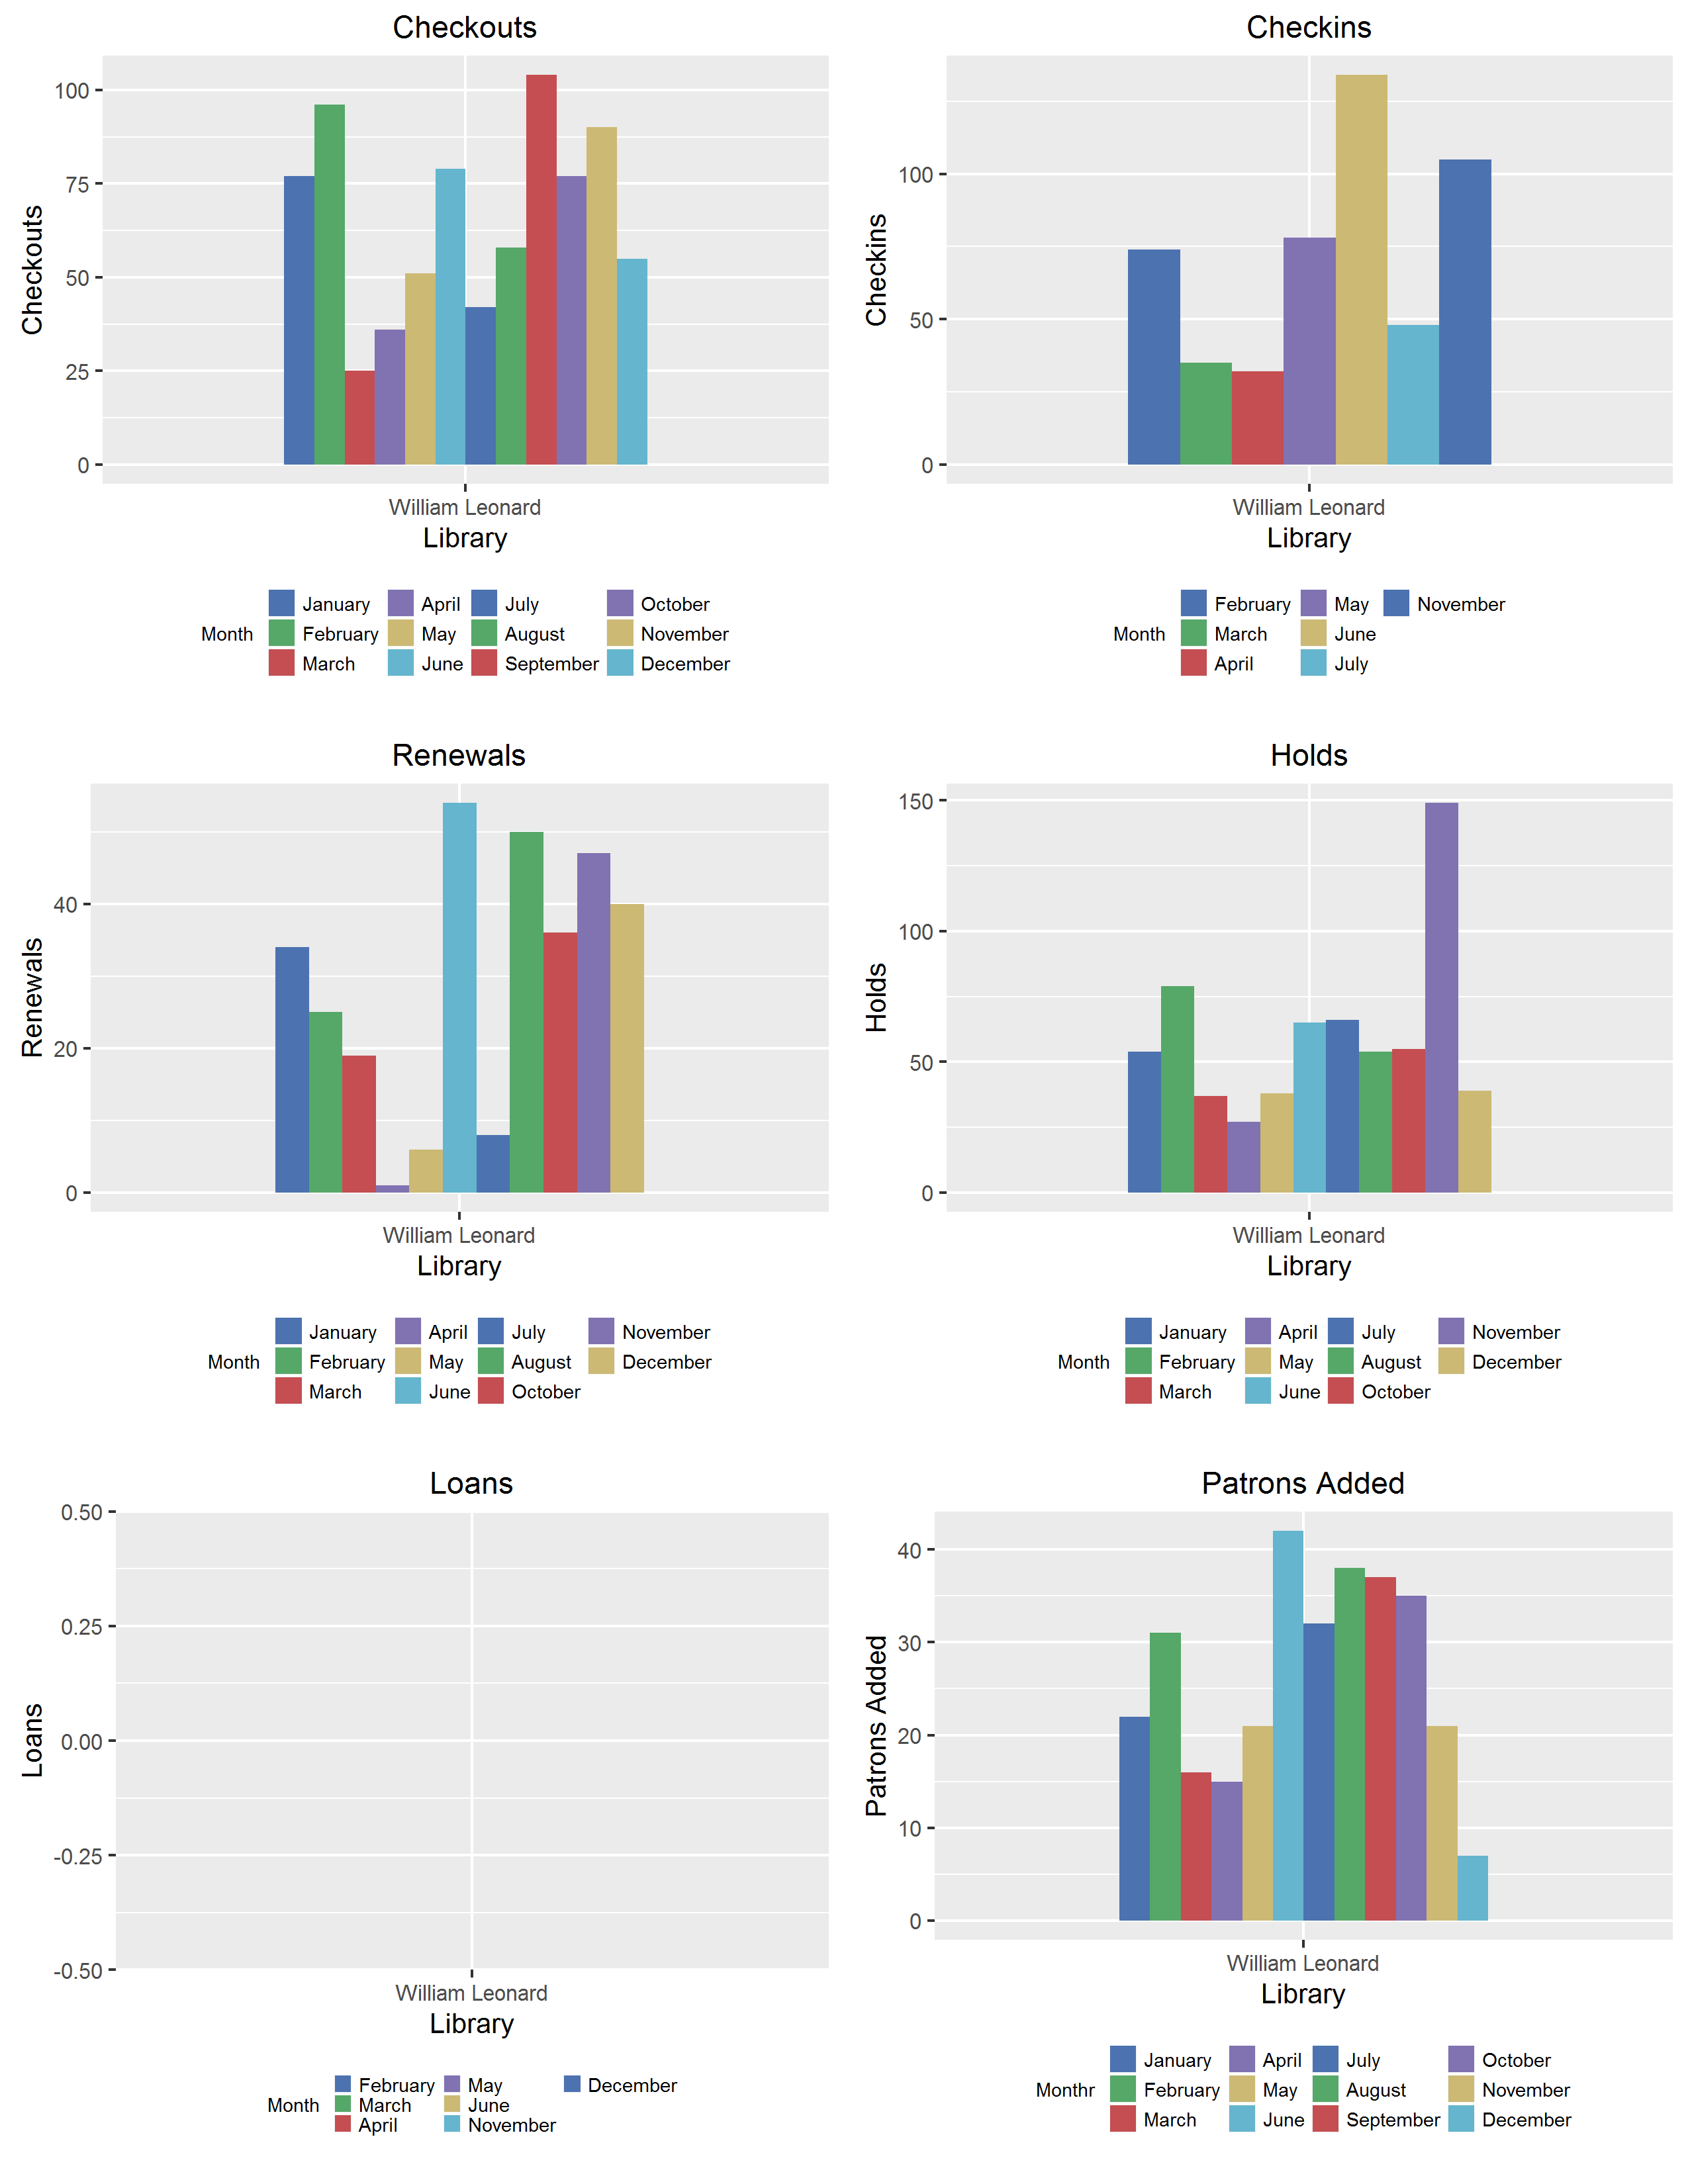 Checkouts
Checkouts
100
75
50
25
0
William Leonard
Library
Month
January April July October
February May August November
March June September December
Checkins
Checkins
100
50
0
William Leonard
Library
Month
February May November
March June
April July
Renewals
Renewals
40
20
0
William Leonard
Library
Month
January April July November
February May August December
March June October
Holds
Holds
150
100
50
0
William Leonard
Library
Month
January April July November
February May August December
March June October
Loans
Loans
0.50
0.25
0.00
-0.25
-0.50
William Leonard
Library
Month
February May December
March June
April November
Patrons Added
Patrons Added
40
30
20
10
0
William Leonard
Library
Monthr
January April July October
February May August November
March June September December